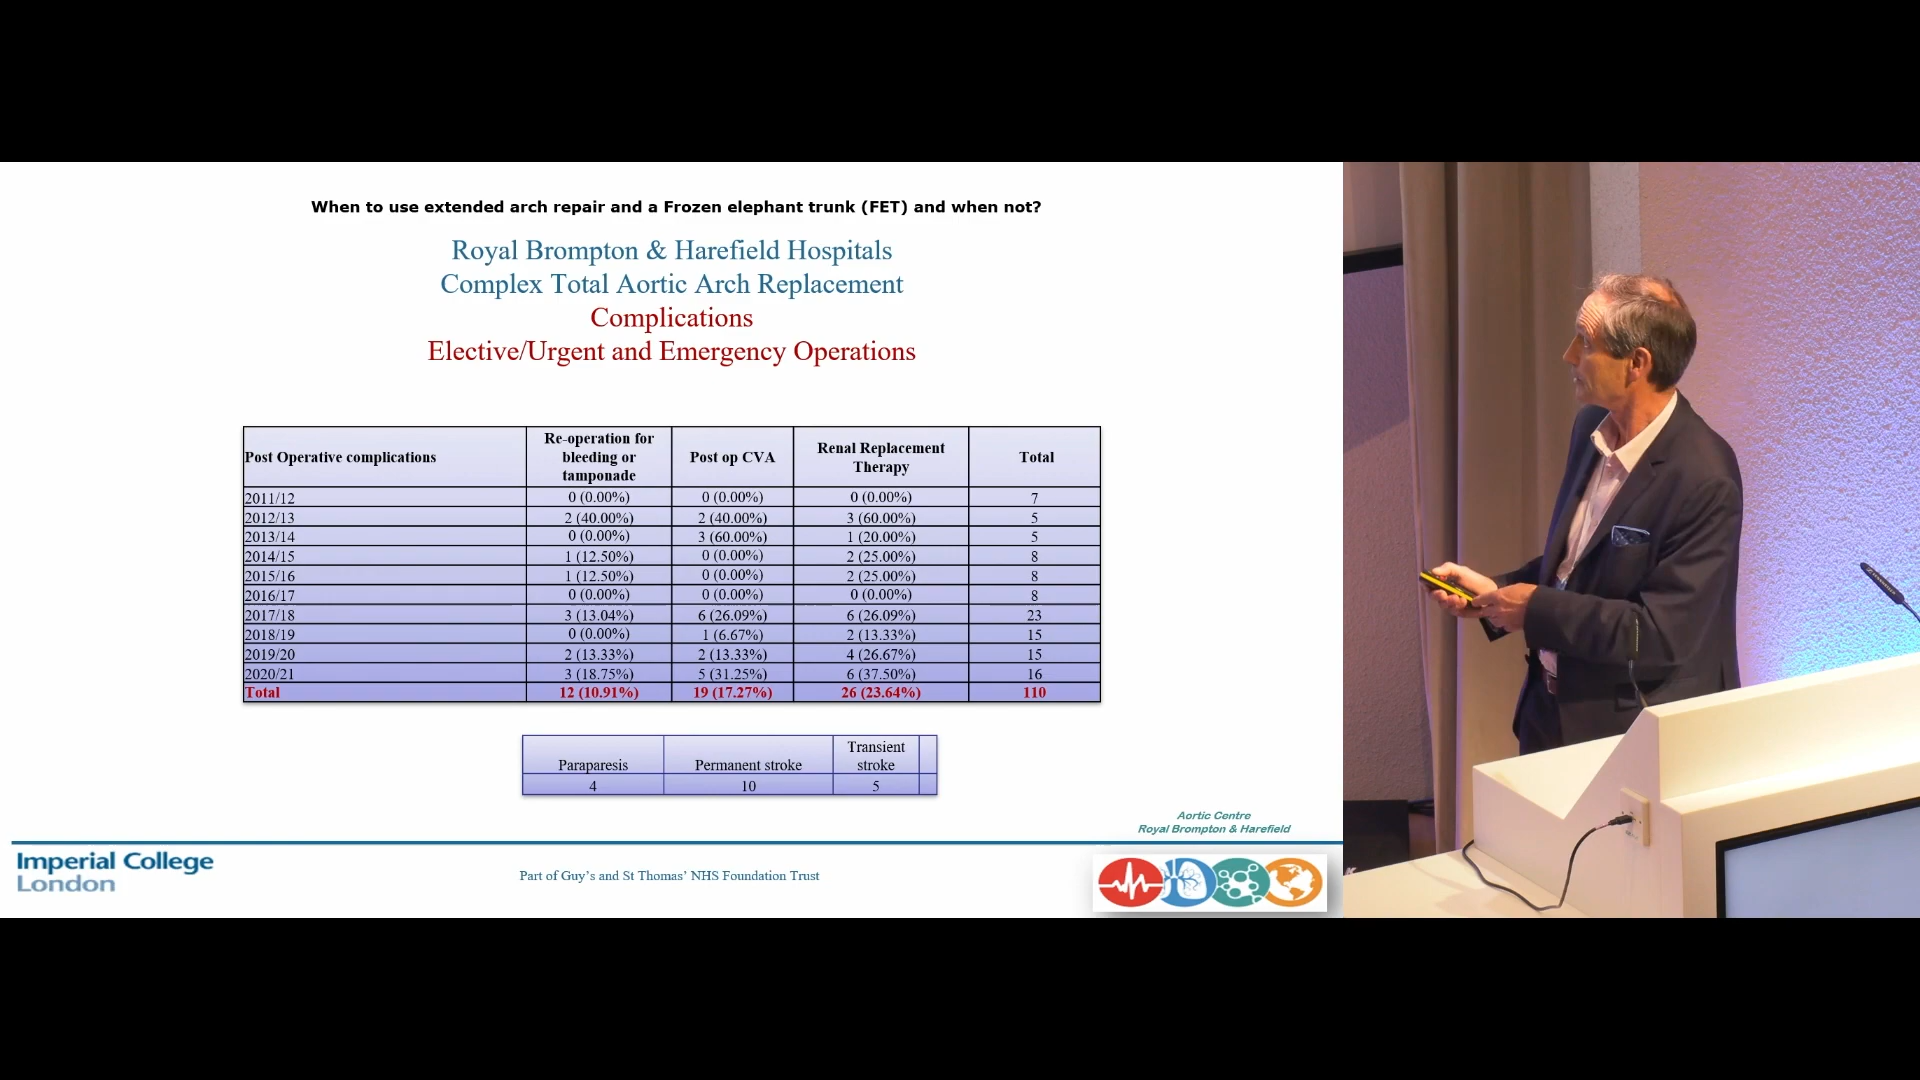 When to use extended arch repair and a Frozen elephant trunk (FET) and when not?
Royal Brompton & Harefield Hospitals
Complex Total Aortic Arch Replacement
Complications
Elective/Urgent and Emergency Operations
Post Operative complications Re-operation for bleeding or tamponade Post op CVA Renal Replacement Therapy Total
2011/12 0 (0.00%) 0 (0.00%) 0 (0.00%) 7
2012/13 2 (40.00%) 2 (40.00%) 3 (60.00%) 5
2013/14 0 (0.00%) 3 (60.00%) 1 (20.00%) 5
2014/15 1 (12.50%) 0 (0.00%) 2 (25.00%) 8
2015/16 1 (12.50%) 0 (0.00%) 2 (25.00%) 8
2016/17 0 (0.00%) 0 (0.00%) 0 (0.00%) 8
2017/18 3 (13.04%) 6 (26.09%) 6 (26.09%) 23
2018/19 0 (0.00%) 1 (6.67%) 2 (13.33%) 15
2019/20 2 (13.33%) 2 (13.33%) 4 (26.67%) 15
2020/21 3 (18.75%) 5 (31.25%) 6 (37.50%) 16
Total 12 (10.91%) 19 (17.27%) 26 (23.64%) 110
Paraparesis Permanent stroke Transient stroke
4 10 5
Aortic Centre
Royal Brompton & Harefield
Imperial College
London
Part of Guy's and St Thomas' NHS Foundation Trust